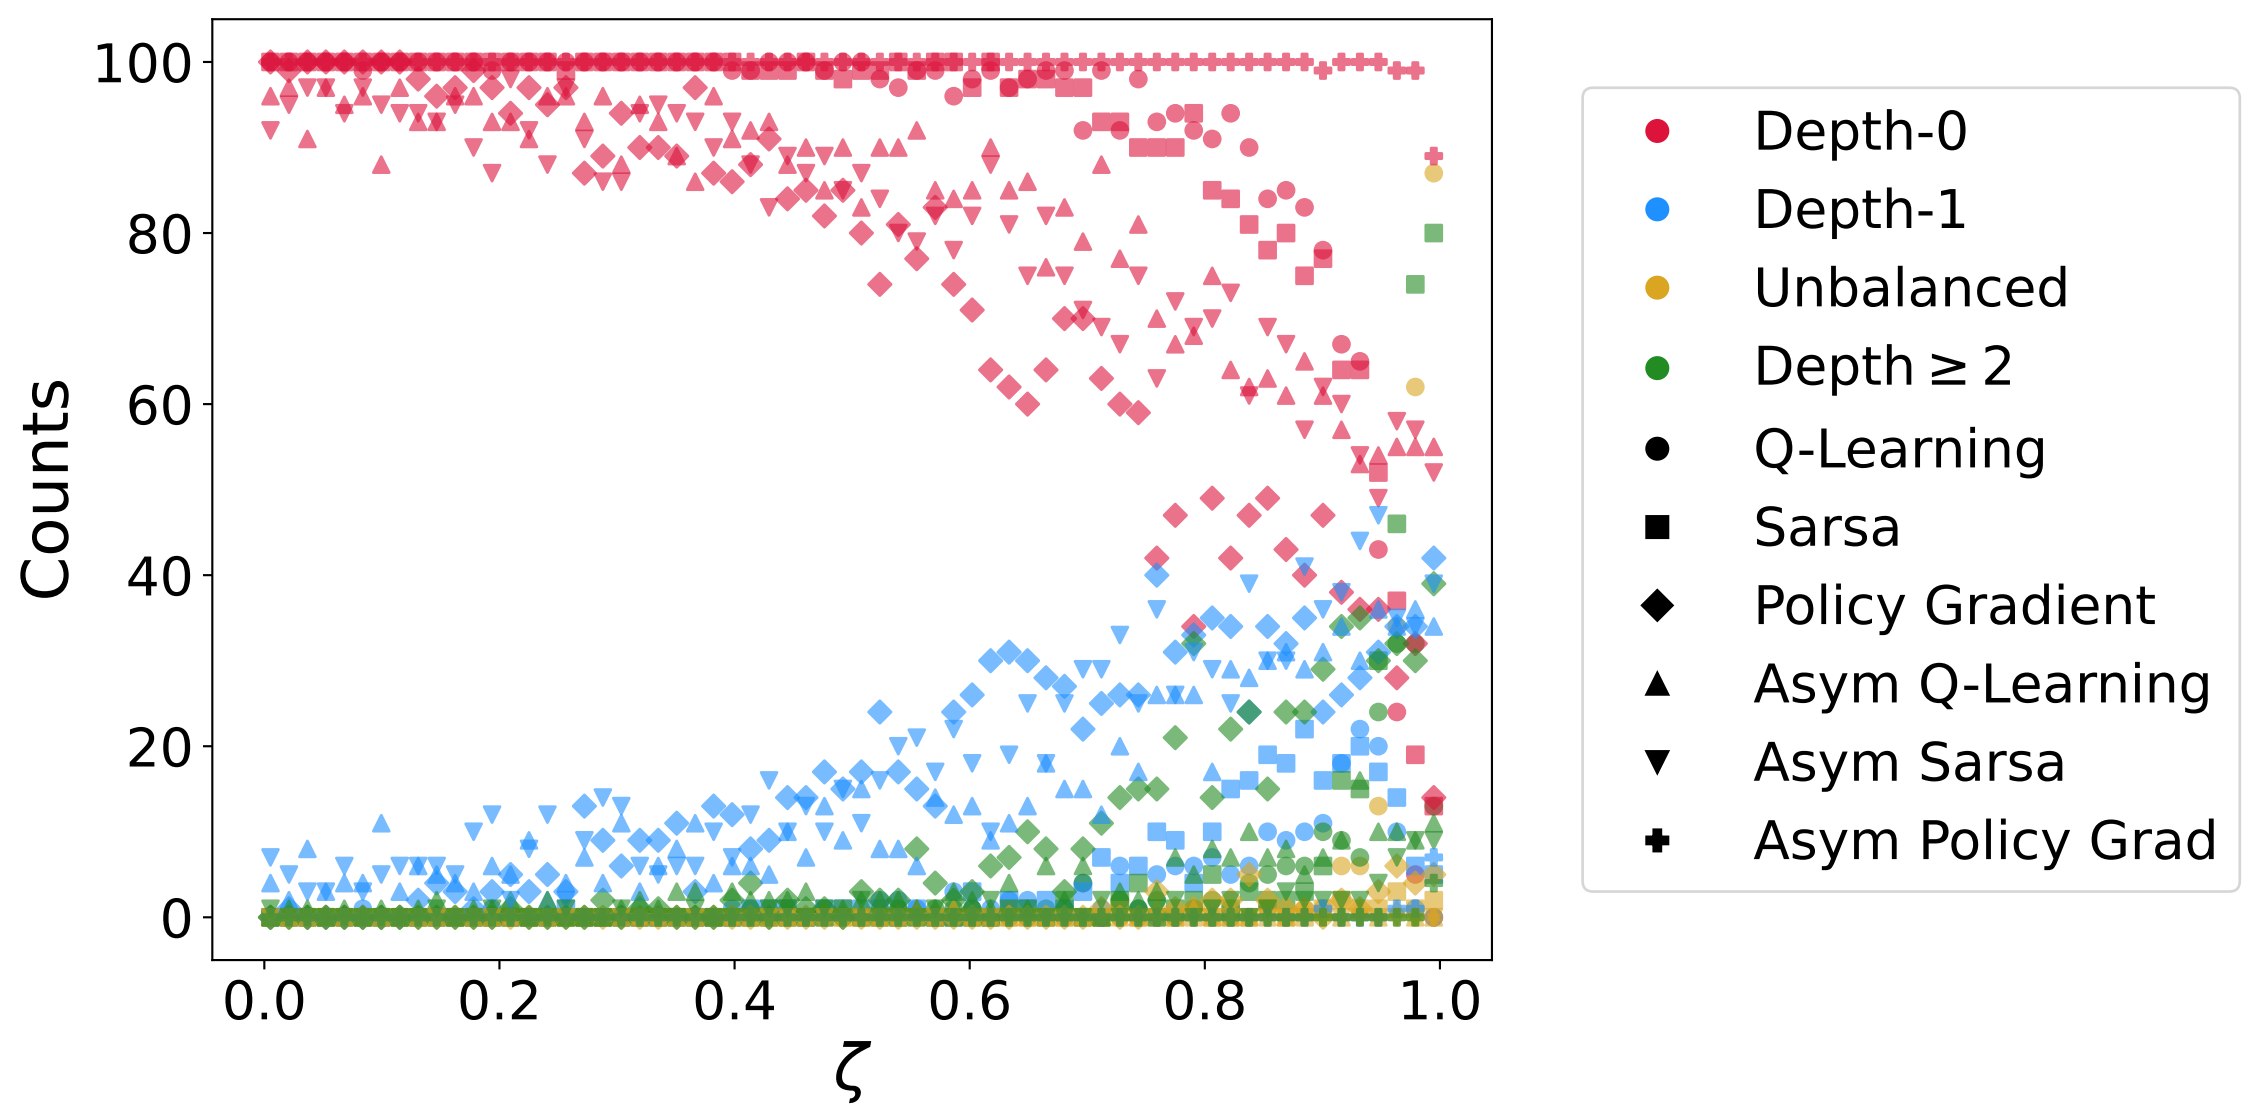 100
80
60
40
20
0
Counts
0.0 0.2 0.4 0.6 0.8 1.0
ζ
Depth-0
Depth-1
Unbalanced
Depth ≥ 2
Q-Learning
Sarsa
Policy Gradient
Asym Q-Learning
Asym Sarsa
Asym Policy Grad